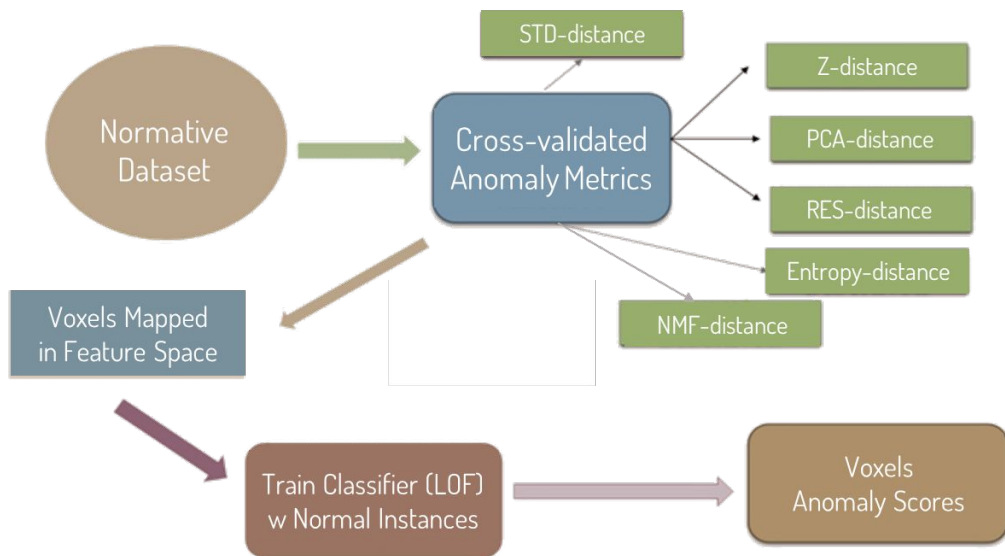 STD-distance
Normative
Dataset
Cross-validated
Anomaly Metrics
Z-distance
PCA-distance
RES-distance
Entropy-distance
NMF-distance
Voxels Mapped
in Feature Space
Train Classifier (LOF)
w Normal Instances
Voxels
Anomaly Scores